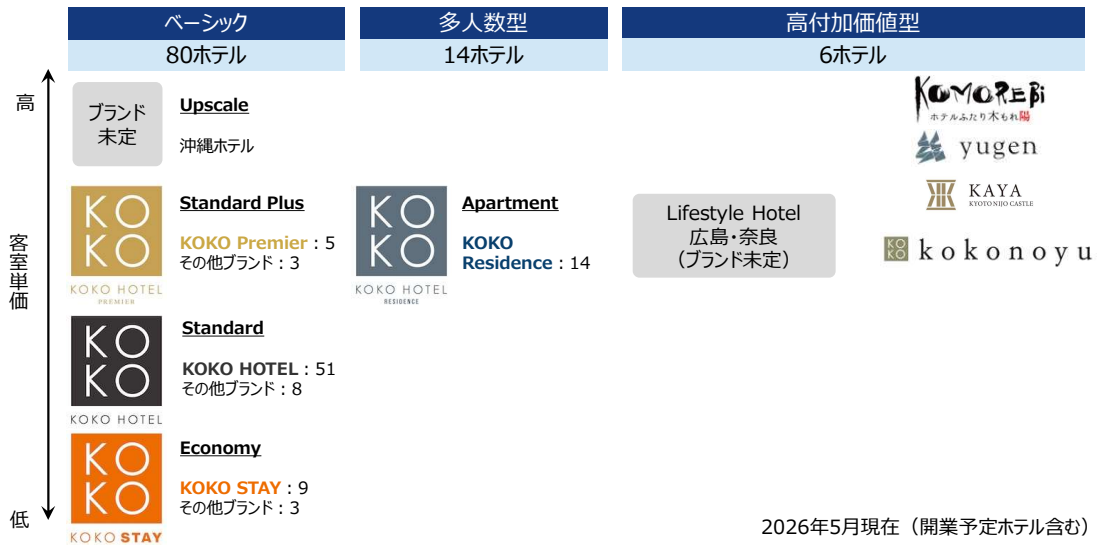 ベーシック
多人数型
高付加価値型
80ホテル
14ホテル
6ホテル
高
客室単価
低
ブランド
未定
Upscale
沖縄ホテル
KO
KO
KOKO HOTEL
PREMIER
Standard Plus
KOKO Premier：5
その他ブランド：3
KO
KO
KOKO HOTEL
Standard
KOKO HOTEL：51
その他ブランド：8
KO
KO
KOKO STAY
Economy
KOKO STAY：9
その他ブランド：3
KO
KO
KOKO HOTEL
RESIDENCE
Apartment
KOKO
Residence：14
Lifestyle Hotel
広島・奈良
（ブランド未定）
KOMOREBi
ホテルふたり木もれ陽
yugen
KAYA
KYOTO NIJO CASTLE
KO
KO
kokonoyu
2026年5月現在（開業予定ホテル含む）